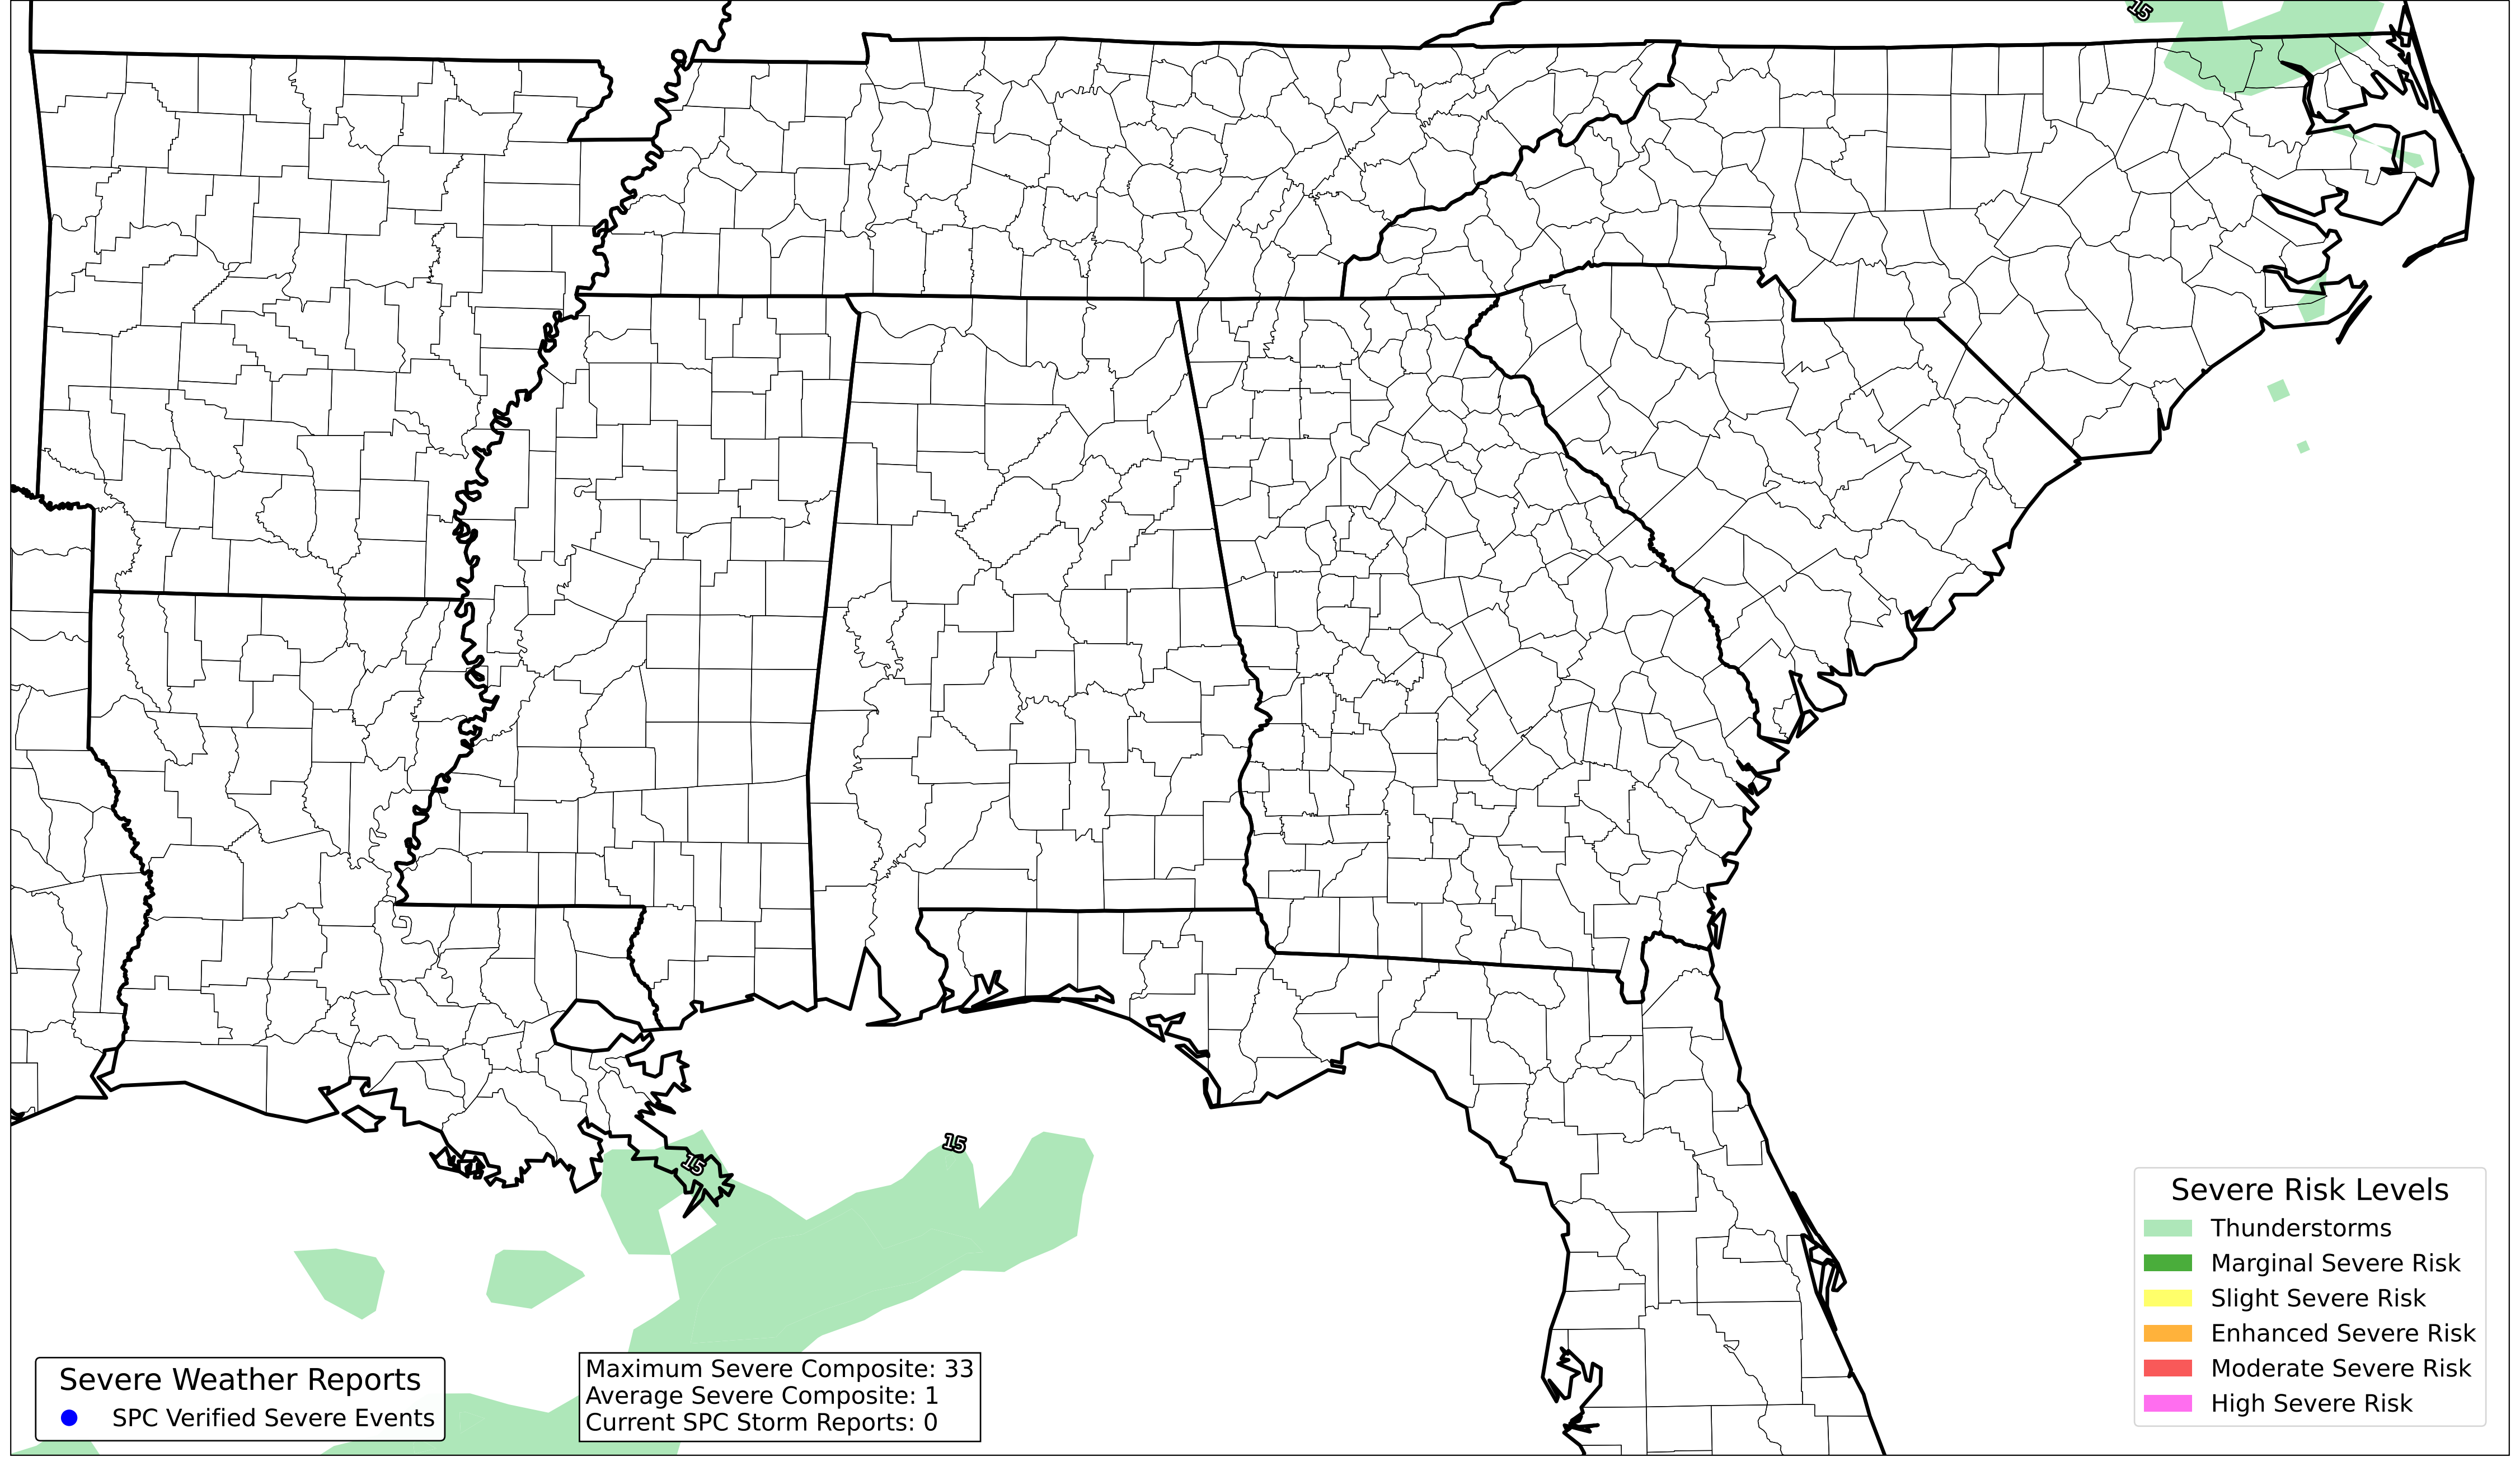 15
15
15
Severe Risk Levels
Thunderstorms
Marginal Severe Risk
Slight Severe Risk
Enhanced Severe Risk
Moderate Severe Risk
High Severe Risk
Severe Weather Reports
SPC Verified Severe Events
Maximum Severe Composite: 33
Average Severe Composite: 1
Current SPC Storm Reports: 0